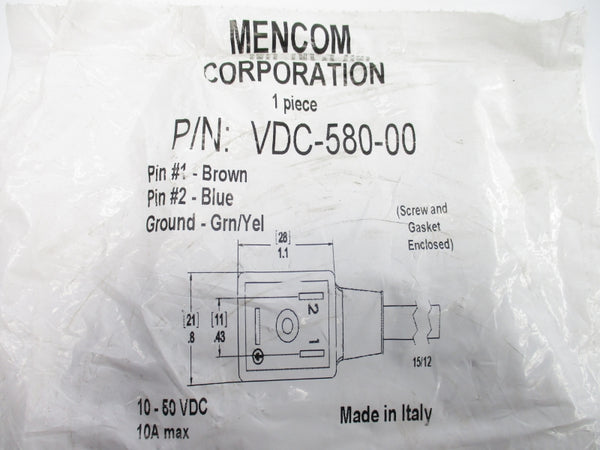 MENCOM
CORPORATION
1 piece
P/N: VDC-580-00
Pin #1 - Brown
Pin #2 - Blue
Ground - Grn/Yel
(Screw and
Gasket
Enclosed)
[28]
1.1
[21]
.8
[11]
.43
2
1
15/12
10 - 50 VDC
10A max
Made in Italy